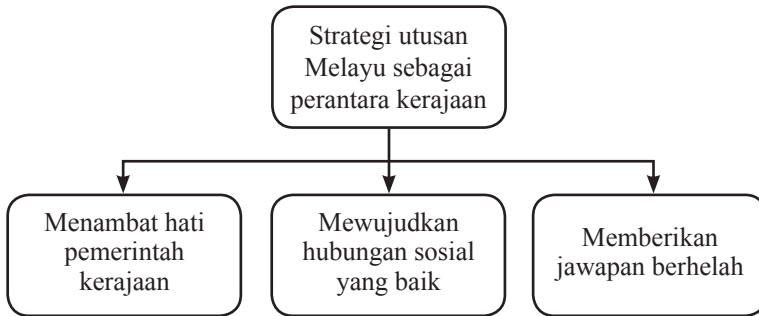 Strategi utusan
Melayu sebagai
perantara kerajaan
Menambat hati
pemerintah
kerajaan
Mewujudkan
hubungan sosial
yang baik
Memberikan
jawapan berhelah